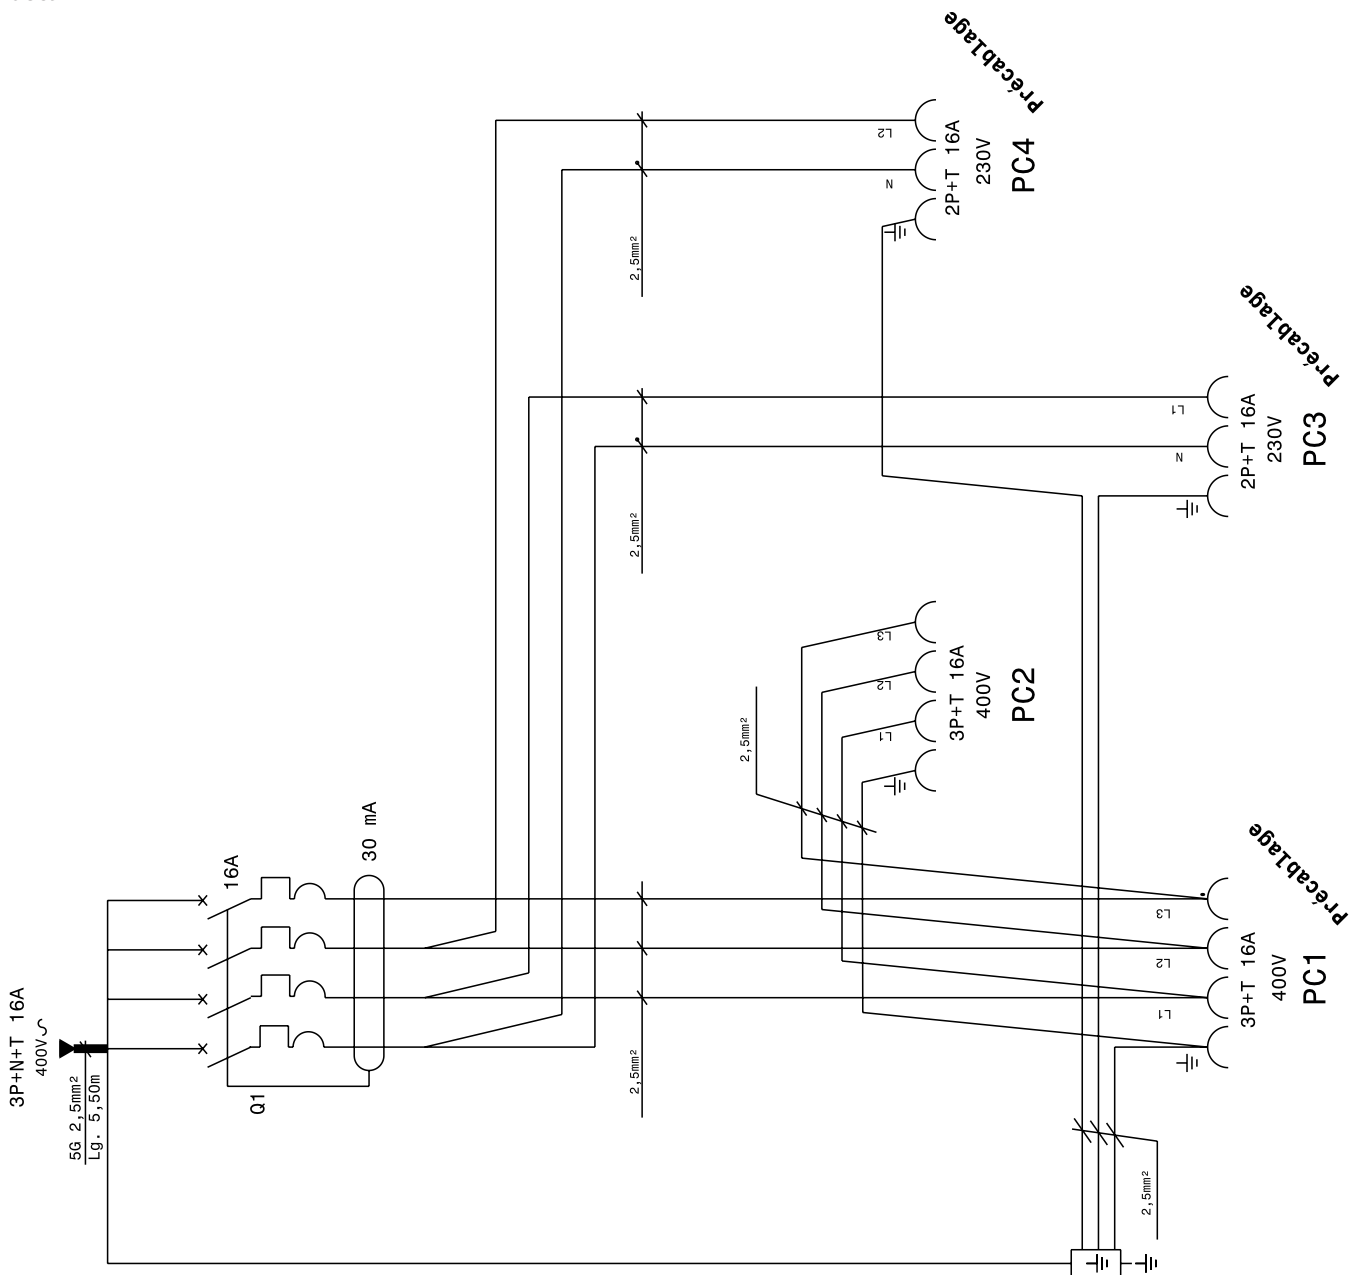 3P+N+T 16A
400V
5G 2,5mm²
Lg. 5,50m
Q1
16A
30 mA
2,5mm²
2,5mm²
2,5mm²
2,5mm²
2,5mm²
L2
N
2P+T 16A
230V
PC4
Précablage
L1
N
2P+T 16A
230V
PC3
Précablage
L3
L2
L1
3P+T 16A
400V
PC2
L3
L2
L1
3P+T 16A
400V
PC1
Précablage